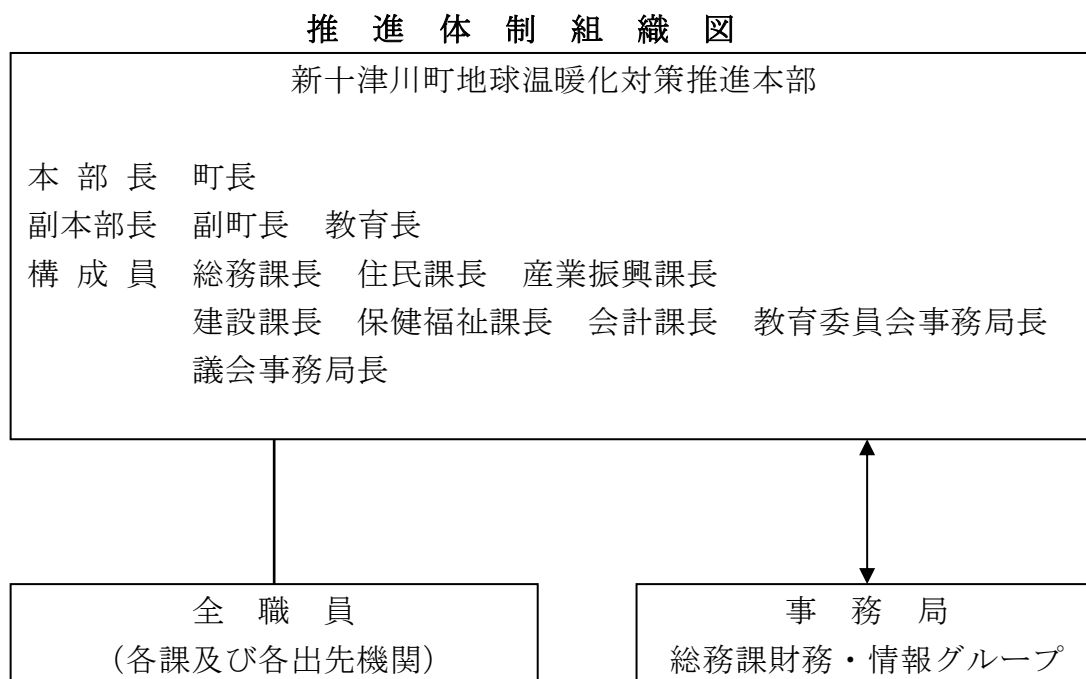 推 進 体 制 組 織 図
新十津川町地球温暖化対策推進本部
本 部 長　町長
副本部長　副町長　教育長
構 成 員　総務課長　住民課長　産業振興課長
建設課長　保健福祉課長　会計課長　教育委員会事務局長
議会事務局長
全　職　員
（各課及び各出先機関）
事　務　局
総務課財務・情報グループ